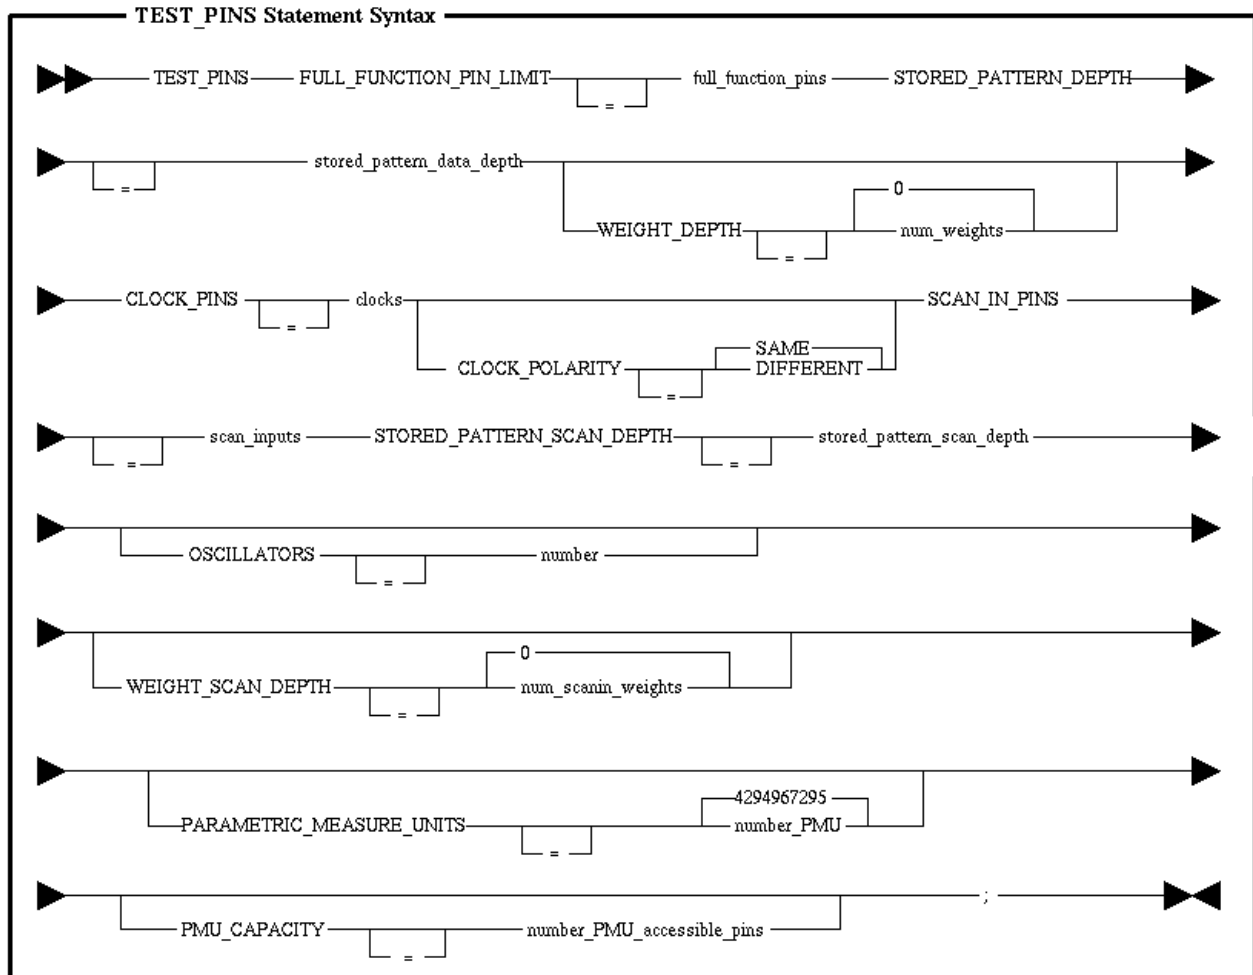 TEST_PINS Statement Syntax
TEST_PINS FULL_FUNCTION_PIN_LIMIT = full_function_pins STORED_PATTERN_DEPTH
= stored_pattern_data_depth
0
WEIGHT_DEPTH = num_weights
CLOCK_PINS = clocks SCAN_IN_PINS
SAME
CLOCK_POLARITY = DIFFERENT
= scan_inputs STORED_PATTERN_SCAN_DEPTH = stored_pattern_scan_depth
OSCILLATORS = number
0
WEIGHT_SCAN_DEPTH = num_scanin_weights
4294967295
PARAMETRIC_MEASURE_UNITS = number_PMU
;
PMU_CAPACITY = number_PMU_accessible_pins